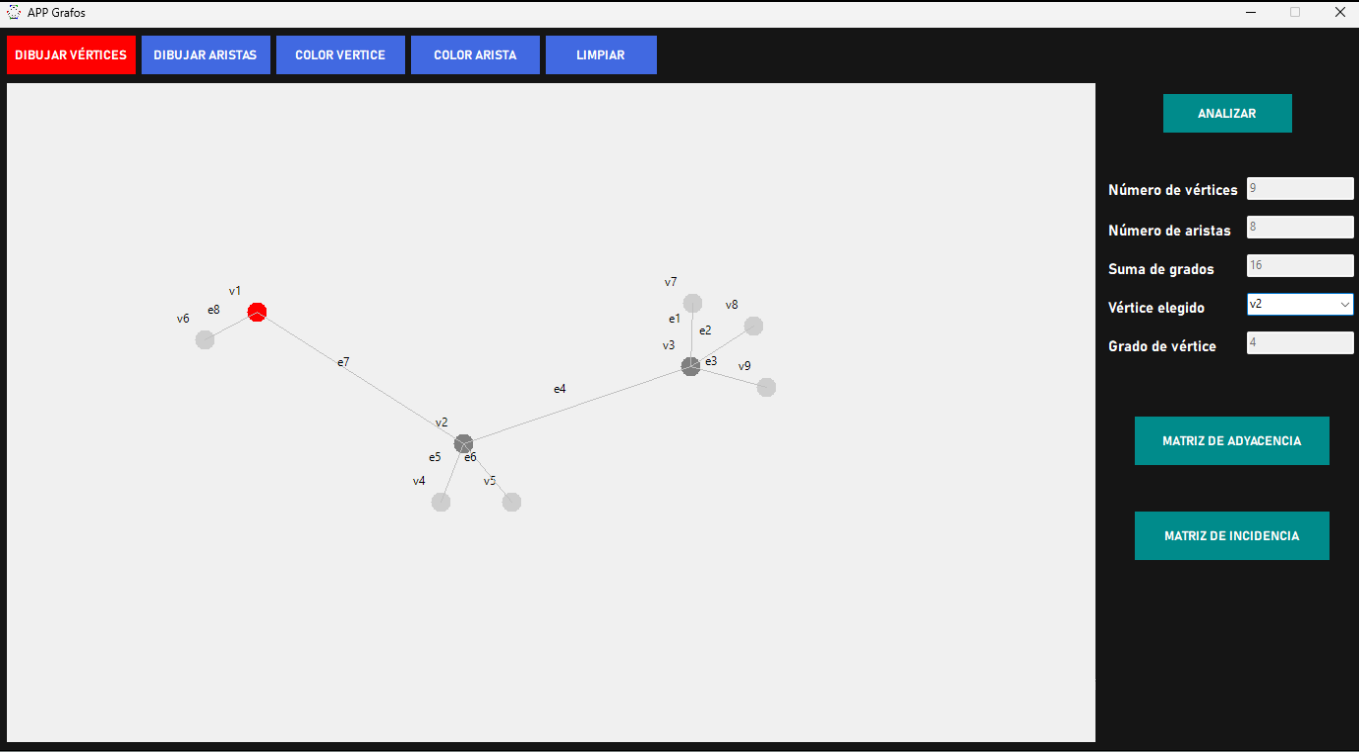 APP Grafos
DIBUJAR VÉRTICES DIBUJAR ARISTAS COLOR VERTICE COLOR ARISTA LIMPIAR
ANALIZAR
Número de vértices 9
Número de aristas 8
Suma de grados 16
Vértice elegido v2
Grado de vértice 4
MATRIZ DE ADYACENCIA
MATRIZ DE INCIDENCIA
v7
v1
v8
e8
v6
e1
e2
v3
e7
e3
v9
e4
v2
e5
e6
v4
v5